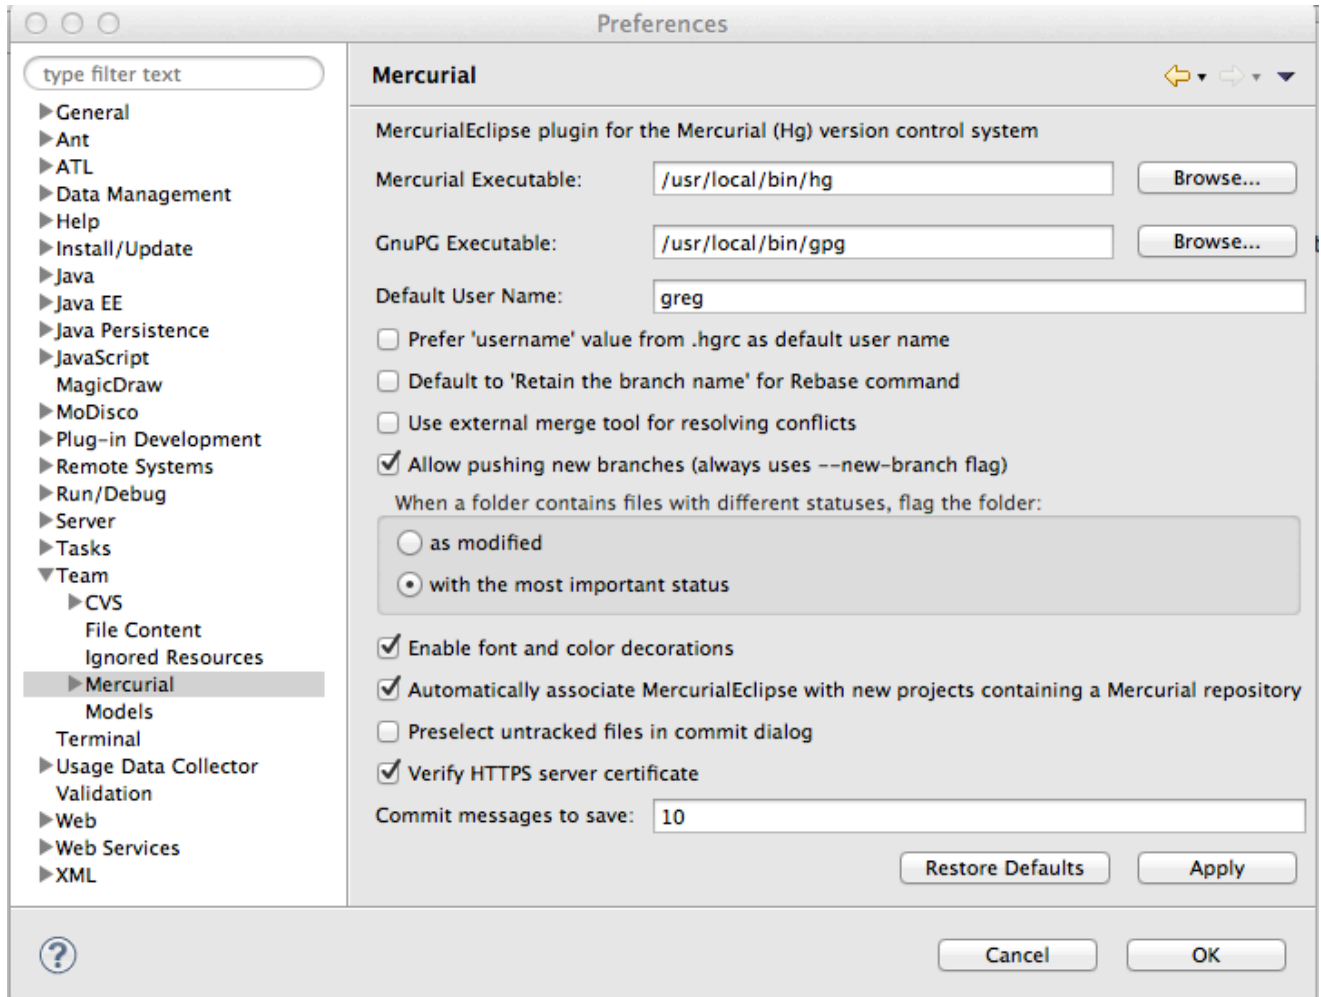 Preferences
type filter text
General
Ant
ATL
Data Management
Help
Install/Update
Java
Java EE
Java Persistence
JavaScript
MagicDraw
MoDisco
Plug-in Development
Remote Systems
Run/Debug
Server
Tasks
Team
CVS
File Content
Ignored Resources
Mercurial
Models
Terminal
Usage Data Collector
Validation
Web
Web Services
XML
Mercurial
MercurialEclipse plugin for the Mercurial (Hg) version control system
Mercurial Executable: /usr/local/bin/hg Browse...
GnuPG Executable: /usr/local/bin/gpg Browse...
Default User Name: greg
Prefer 'username' value from .hgrc as default user name
Default to 'Retain the branch name' for Rebase command
Use external merge tool for resolving conflicts
Allow pushing new branches (always uses --new-branch flag)
When a folder contains files with different statuses, flag the folder:
as modified
with the most important status
Enable font and color decorations
Automatically associate MercurialEclipse with new projects containing a Mercurial repository
Preselect untracked files in commit dialog
Verify HTTPS server certificate
Commit messages to save: 10
Restore Defaults Apply
? Cancel OK